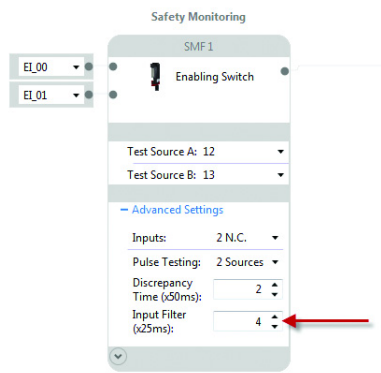 Safety Monitoring
SMF 1
EI_00
Enabling Switch
EI_01
Test Source A: 12
Test Source B: 13
Advanced Settings
Inputs: 2 N.C.
Pulse Testing: 2 Sources
Discrepancy
Time (x50ms): 2
Input Filter
(x25ms): 4